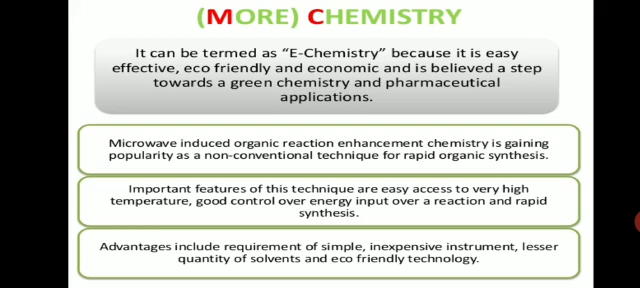 (MORE) CHEMISTRY
It can be termed as “E-Chemistry” because it is easy
effective, eco friendly and economic and is believed a step
towards a green chemistry and pharmaceutical
applications.
Microwave induced organic reaction enhancement chemistry is gaining
popularity as a non-conventional technique for rapid organic synthesis.
Important features of this technique are easy access to very high
temperature, good control over energy input over a reaction and rapid
synthesis.
Advantages include requirement of simple, inexpensive instrument, lesser
quantity of solvents and eco friendly technology.